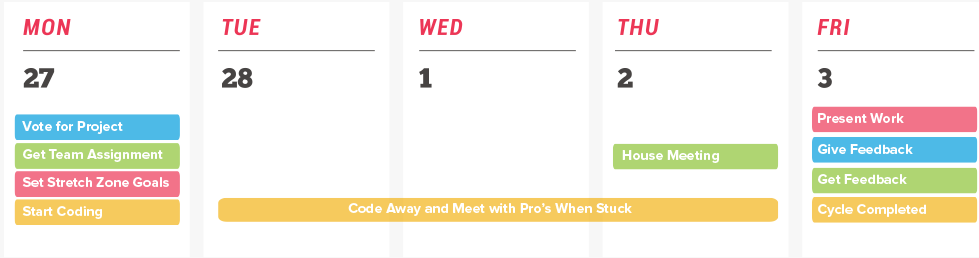 MON
TUE
WED
THU
FRI
27
28
1
2
3
Vote for Project
Get Team Assignment
Set Stretch Zone Goals
Start Coding
House Meeting
Code Away and Meet with Pro's When Stuck
Present Work
Give Feedback
Get Feedback
Cycle Completed